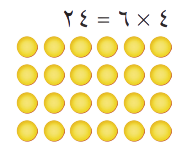 ٤ × ٦ = ٢٤